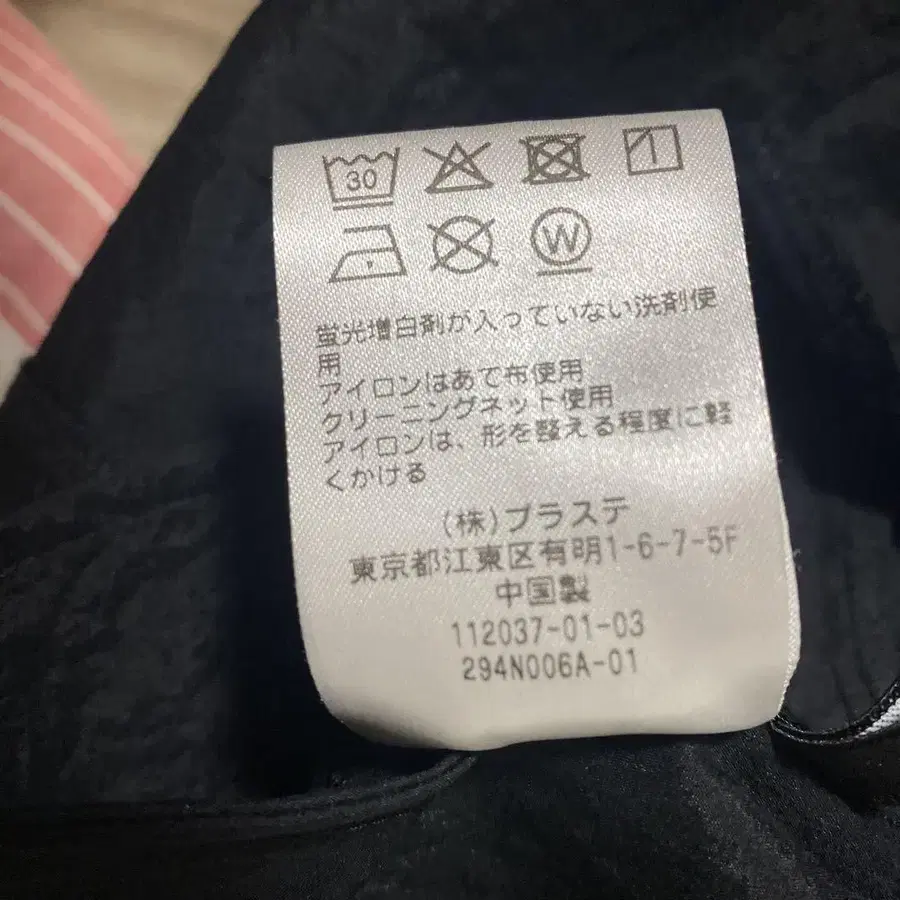 30
W
蛍光増白剤が入っていない洗剤使
用
アイロンはあて布使用
クリーニングネット使用
アイロンは、形を整える程度に軽
くかける
(株)プラステ
東京都江東区有明1-6-7-5F
中国製
112037-01-03
294N006A-01